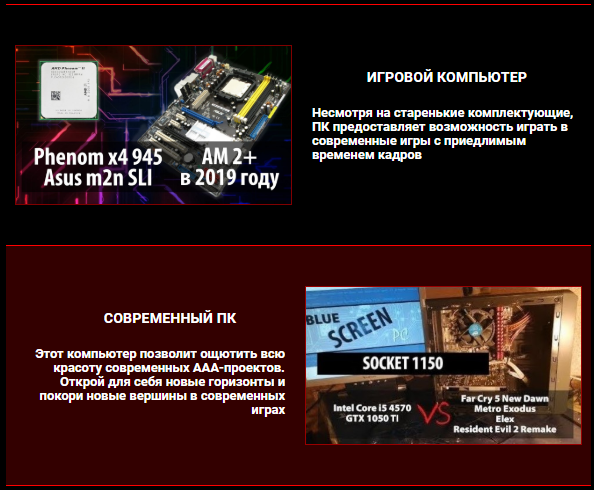 AMD Phenom II
Phenom x4 945
Asus m2n SLI
AM 2+
в 2019 году
ИГРОВОЙ КОМПЬЮТЕР
Несмотря на старенькие комплектующие,
ПК предоставляет возможность играть в
современные игры с приедлимым
временем кадров
СОВРЕМЕННЫЙ ПК
Этот компьютер позволит ощютить всю
красоту современных ААА-проектов.
Открой для себя новые горизонты и
покори новые вершины в современных
играх
BLUE
SCREEN
PC
SOCKET 1150
Intel Core i5 4570
GTX 1050 TI
VS
Far Cry 5 New Dawn
Metro Exodus
Elex
Resident Evil 2 Remake